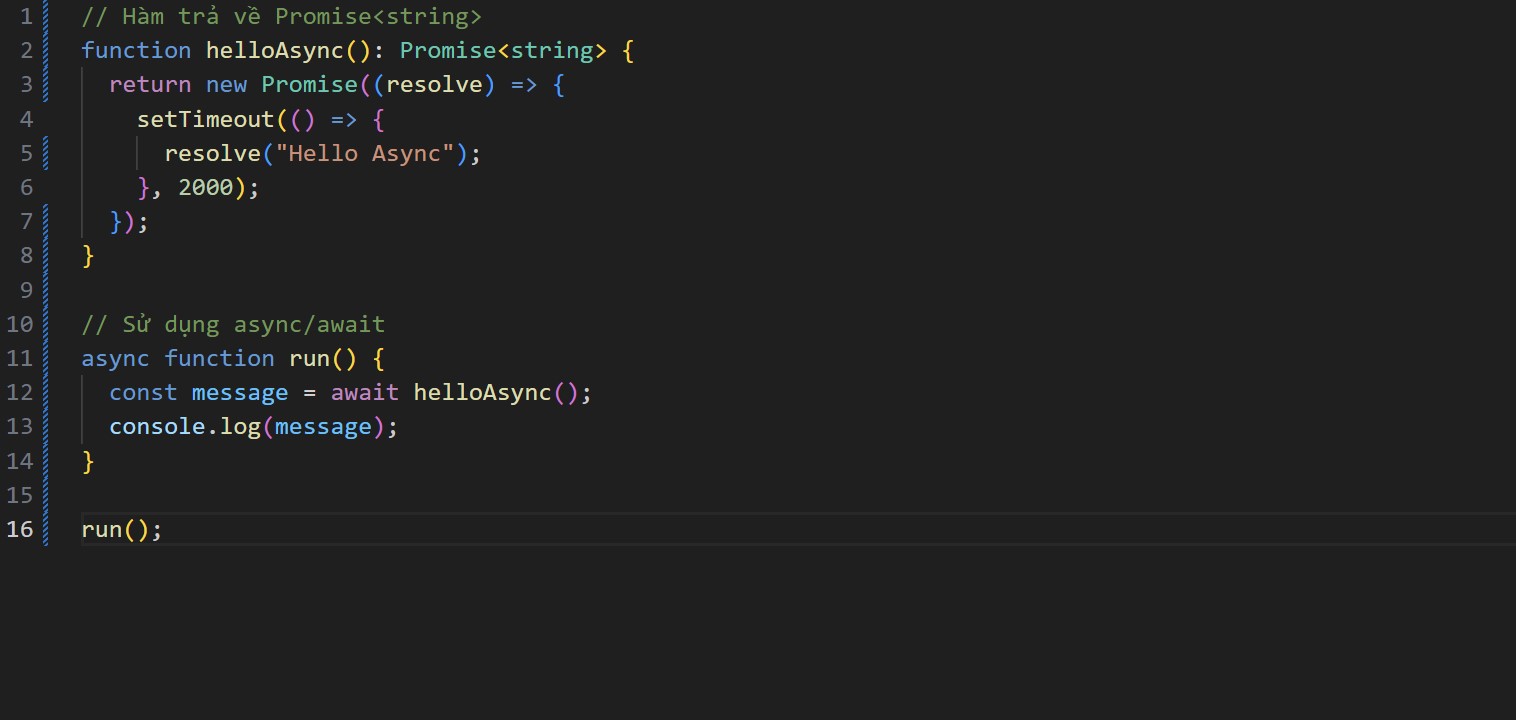 1 // Hàm trả về Promise<string>
2 function helloAsync(): Promise<string> {
3   return new Promise((resolve) => {
4     setTimeout(() => {
5       resolve("Hello Async");
6     }, 2000);
7   });
8 }
9
10 // Sử dụng async/await
11 async function run() {
12   const message = await helloAsync();
13   console.log(message);
14 }
15
16 run();